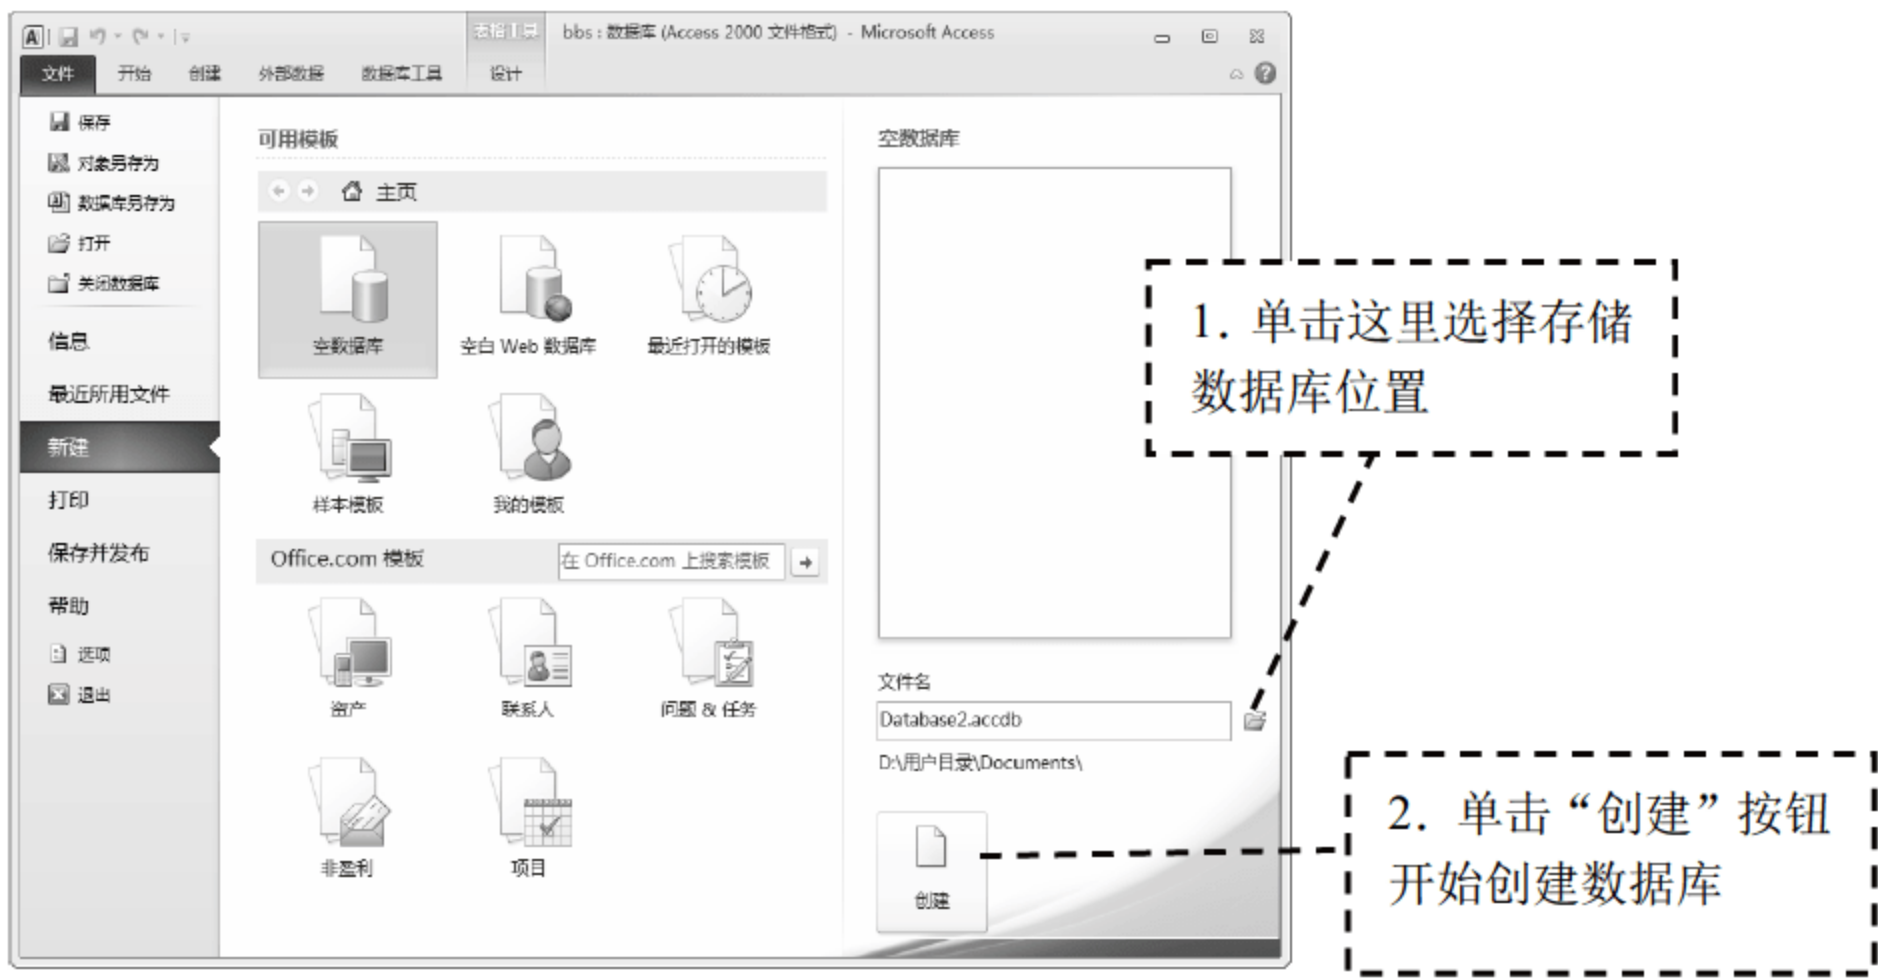 表格工具
bbs : 数据库 (Access 2000 文件格式) - Microsoft Access
文件 开始 创建 外部数据 数据库工具 设计
保存
对象另存为
数据库另存为
打开
关闭数据库
信息
最近所用文件
新建
打印
保存并发布
帮助
选项
退出
可用模板
主页
空数据库 空白 Web 数据库 最近打开的模板
样本模板 我的模板
Office.com 模板 在 Office.com 上搜索模板
资产 联系人 问题 & 任务
非盈利 项目
空数据库
文件名
Database2.accdb
D:\用户目录\Documents\
创建
1. 单击这里选择存储
数据库位置
2. 单击“创建”按钮
开始创建数据库